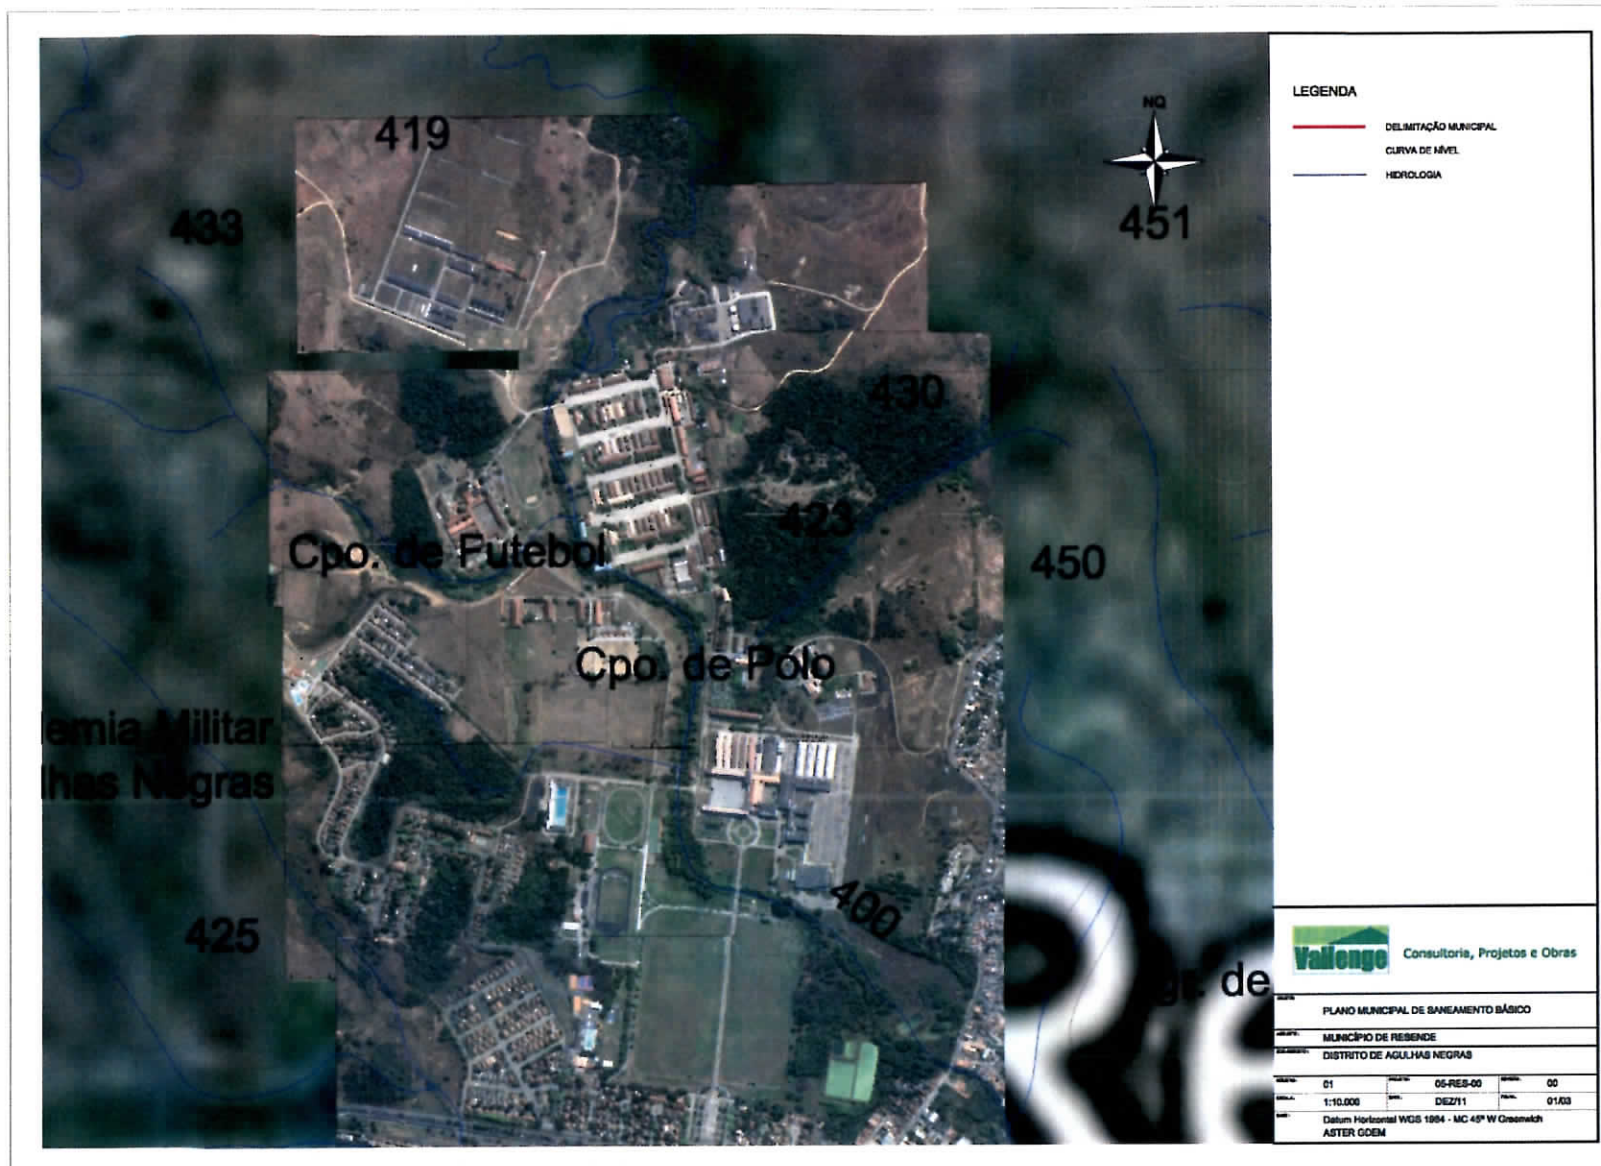 419
433
NQ
451
430
423
Cpo. de Futebol
450
Cpo. de Pólo
emia Militar
lhas Negras
400
425
de
Re
LEGENDA
DELIMITAÇÃO MUNICIPAL
CURVA DE NÍVEL
HIDROLOGIA
Vallenge
Consultoria, Projetos e Obras
PLANO MUNICIPAL DE SANEAMENTO BÁSICO
MUNICÍPIO DE RESENDE
DISTRITO DE AGULHAS NEGRAS
01 05-RES-00 00
1:10.000 DEZ/11 01/03
Datum Horizontal WGS 1984 - MC 45º W Greenwich
ASTER GDEM